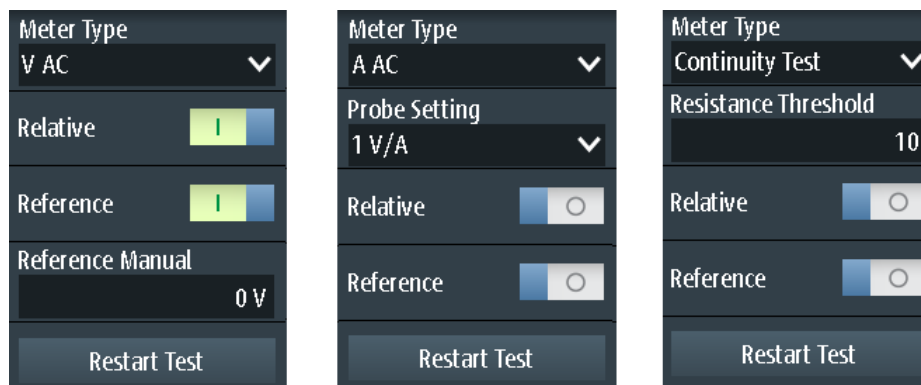 Meter Type
V AC
Relative
I
Reference
I
Reference Manual
0 V
Restart Test
Meter Type
A AC
Probe Setting
1 V/A
Relative
O
Reference
O
Restart Test
Meter Type
Continuity Test
Resistance Threshold
10
Relative
O
Reference
O
Restart Test